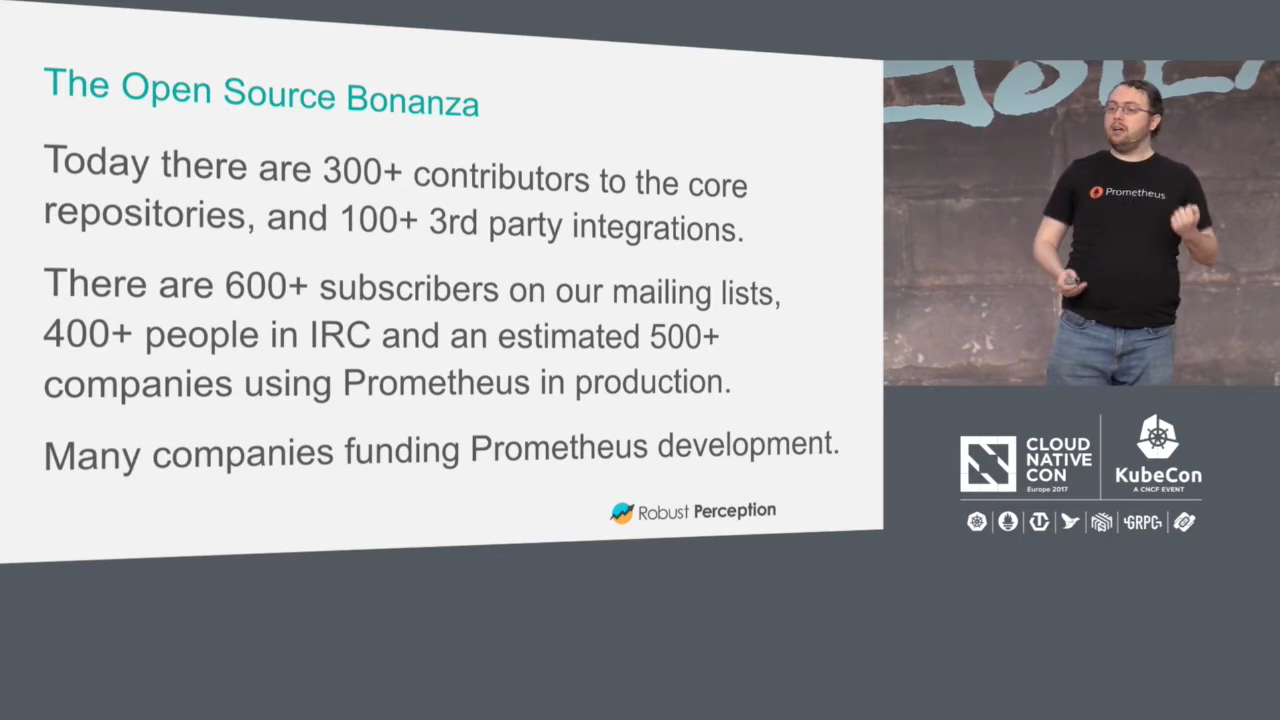 The Open Source Bonanza
Today there are 300+ contributors to the core
repositories, and 100+ 3rd party integrations.
There are 600+ subscribers on our mailing lists,
400+ people in IRC and an estimated 500+
companies using Prometheus in production.
Many companies funding Prometheus development.
Robust Perception
Prometheus
CLOUD
NATIVE
CON
Europe 2017
KubeCon
A CNCF EVENT
GRPC